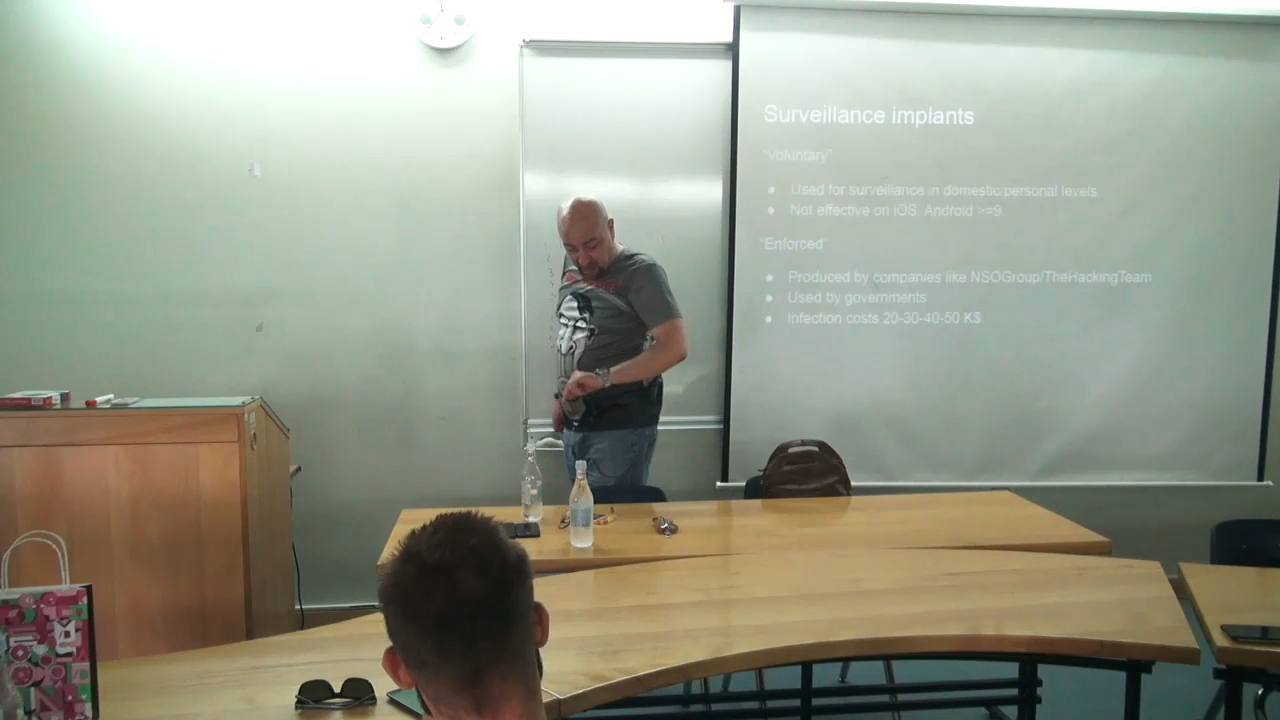 Surveillance implants
"Voluntary"
Used for surveillance in domestic/personal levels.
Not effective on iOS, Android >=9.
"Enforced"
Produced by companies like NSOGroup/TheHackingTeam
Used by governments
Infection costs 20-30-40-50 K$